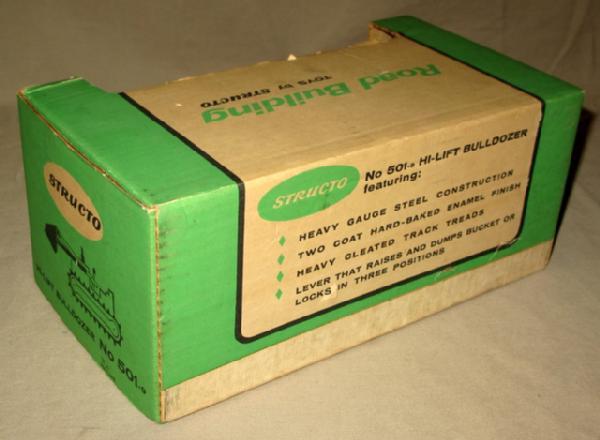 Road Building
TOYS BY STRUCTO
STRUCTO
No 501-
HI-LIFT BULLDOZER
featuring:
HEAVY GAUGE STEEL CONSTRUCTION
TWO COAT HARD-BAKED ENAMEL FINISH
HEAVY CLEATED TRACK TREADS
LEVER THAT RAISES AND DUMPS BUCKET OR
LOCKS IN THREE POSITIONS
STRUCTO
HI-LIFT BULLDOZER No 501-